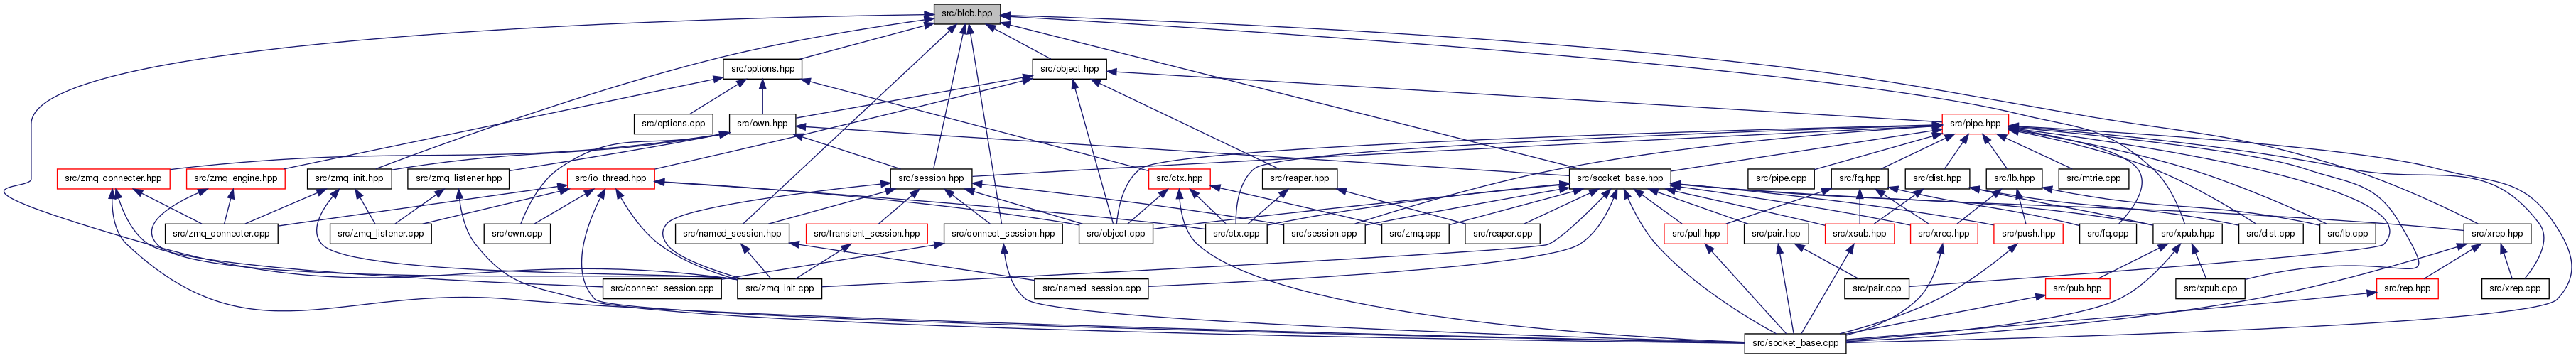 src/blob.hpp
src/options.hpp
src/object.hpp
src/options.cpp
src/own.hpp
src/pipe.hpp
src/zmq_connecter.hpp
src/zmq_engine.hpp
src/zmq_init.hpp
src/zmq_listener.hpp
src/io_thread.hpp
src/session.hpp
src/ctx.hpp
src/reaper.hpp
src/socket_base.hpp
src/pipe.cpp
src/fq.hpp
src/dist.hpp
src/lb.hpp
src/mtrie.cpp
src/zmq_connecter.cpp
src/zmq_listener.cpp
src/own.cpp
src/named_session.hpp
src/transient_session.hpp
src/connect_session.hpp
src/object.cpp
src/ctx.cpp
src/session.cpp
src/zmq.cpp
src/reaper.cpp
src/pull.hpp
src/pair.hpp
src/xsub.hpp
src/xreq.hpp
src/push.hpp
src/fq.cpp
src/xpub.hpp
src/dist.cpp
src/lb.cpp
src/xrep.hpp
src/connect_session.cpp
src/zmq_init.cpp
src/named_session.cpp
src/pair.cpp
src/pub.hpp
src/xpub.cpp
src/rep.hpp
src/xrep.cpp
src/socket_base.cpp